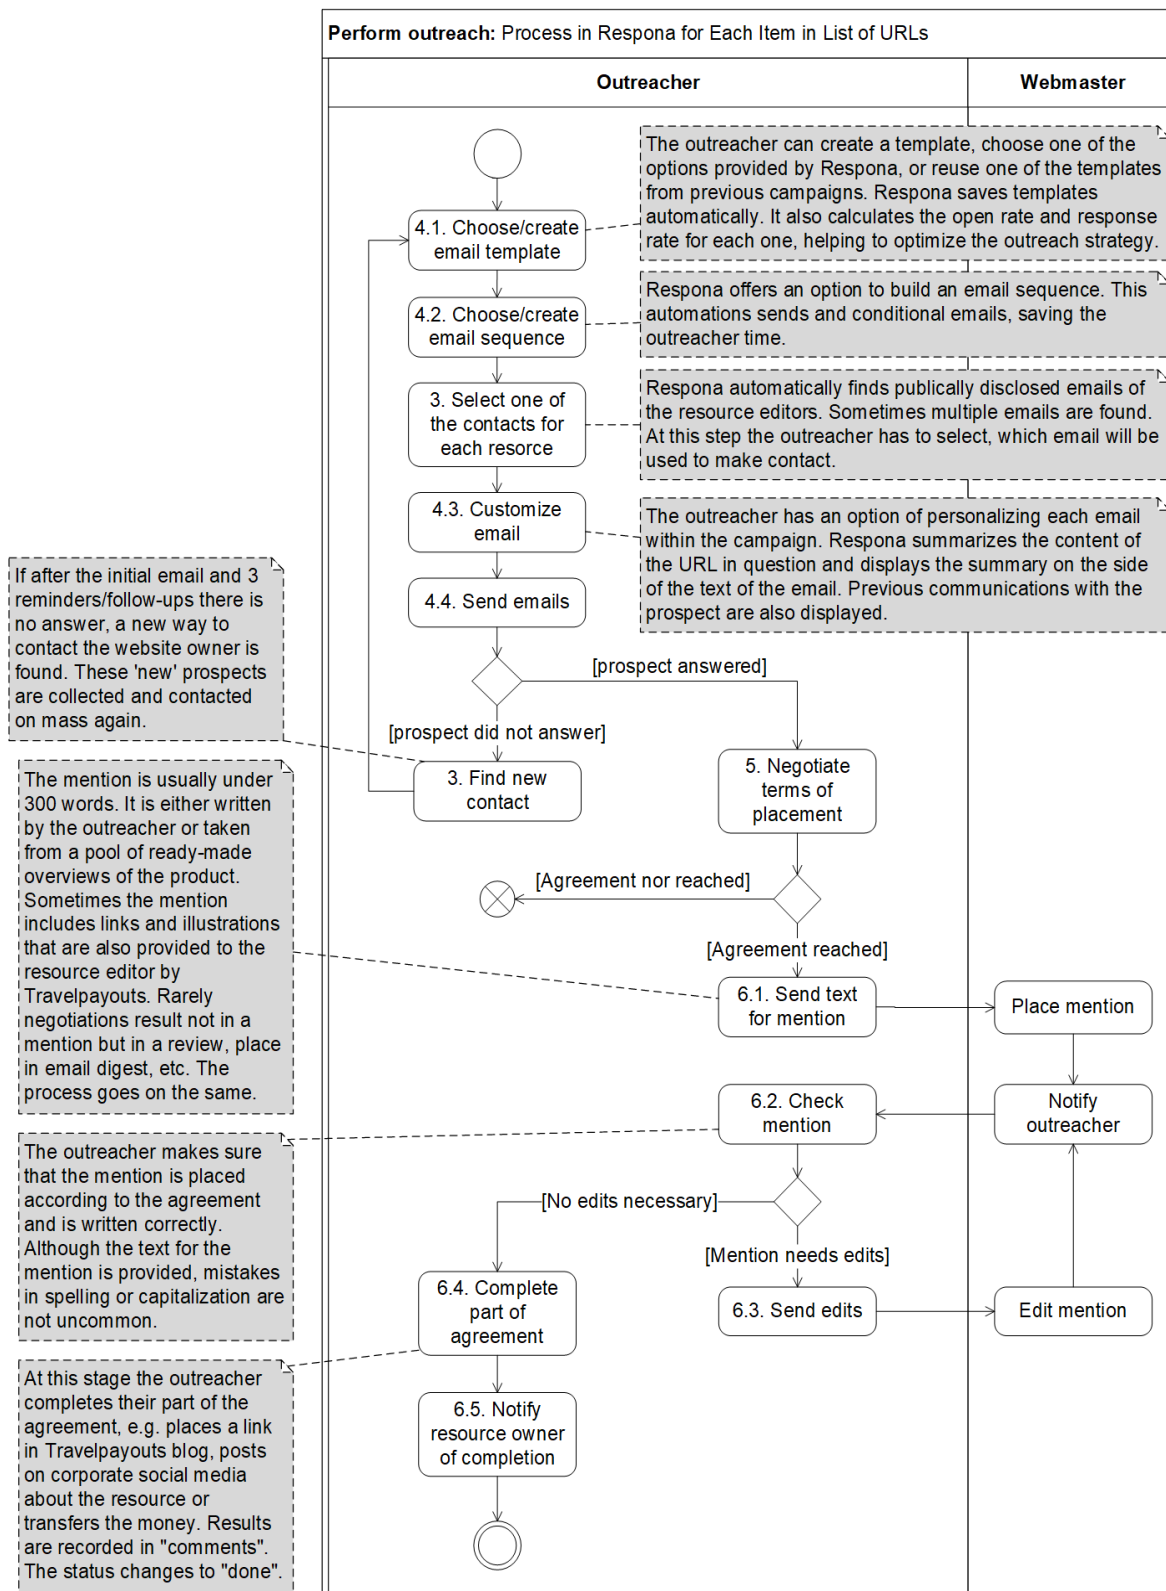 Perform outreach: Process in Respona for Each Item in List of URLs
Outreacher
Webmaster
The outreacher can create a template, choose one of the
options provided by Respona, or reuse one of the templates
from previous campaigns. Respona saves templates
automatically. It also calculates the open rate and response
rate for each one, helping to optimize the outreach strategy.
4.1. Choose/create
email template
Respona offers an option to build an email sequence. This
automations sends and conditional emails, saving the
outreacher time.
4.2. Choose/create
email sequence
Respona automatically finds publically disclosed emails of
the resource editors. Sometimes multiple emails are found.
At this step the outreacher has to select, which email will be
used to make contact.
3. Select one of
the contacts for
each resorce
4.3. Customize
email
The outreacher has an option of personalizing each email
within the campaign. Respona summarizes the content of
the URL in question and displays the summary on the side
of the text of the email. Previous communications with the
prospect are also displayed.
If after the initial email and 3
reminders/follow-ups there is
no answer, a new way to
contact the website owner is
found. These 'new' prospects
are collected and contacted
on mass again.
4.4. Send emails
[prospect answered]
[prospect did not answer]
3. Find new
contact
5. Negotiate
terms of
placement
The mention is usually under
300 words. It is either written
by the outreacher or taken
from a pool of ready-made
overviews of the product.
Sometimes the mention
includes links and illustrations
that are also provided to the
resource editor by
Travelpayouts. Rarely
negotiations result not in a
mention but in a review, place
in email digest, etc. The
process goes on the same.
[Agreement nor reached]
[Agreement reached]
6.1. Send text
for mention
Place mention
6.2. Check
mention
Notify
outreacher
The outreacher makes sure
that the mention is placed
according to the agreement
and is written correctly.
Although the text for the
mention is provided, mistakes
in spelling or capitalization are
not uncommon.
[No edits necessary]
[Mention needs edits]
6.4. Complete
part of
agreement
6.3. Send edits
Edit mention
At this stage the outreacher
completes their part of the
agreement, e.g. places a link
in Travelpayouts blog, posts
on corporate social media
about the resource or
transfers the money. Results
are recorded in "comments".
The status changes to "done".
6.5. Notify
resource owner
of completion